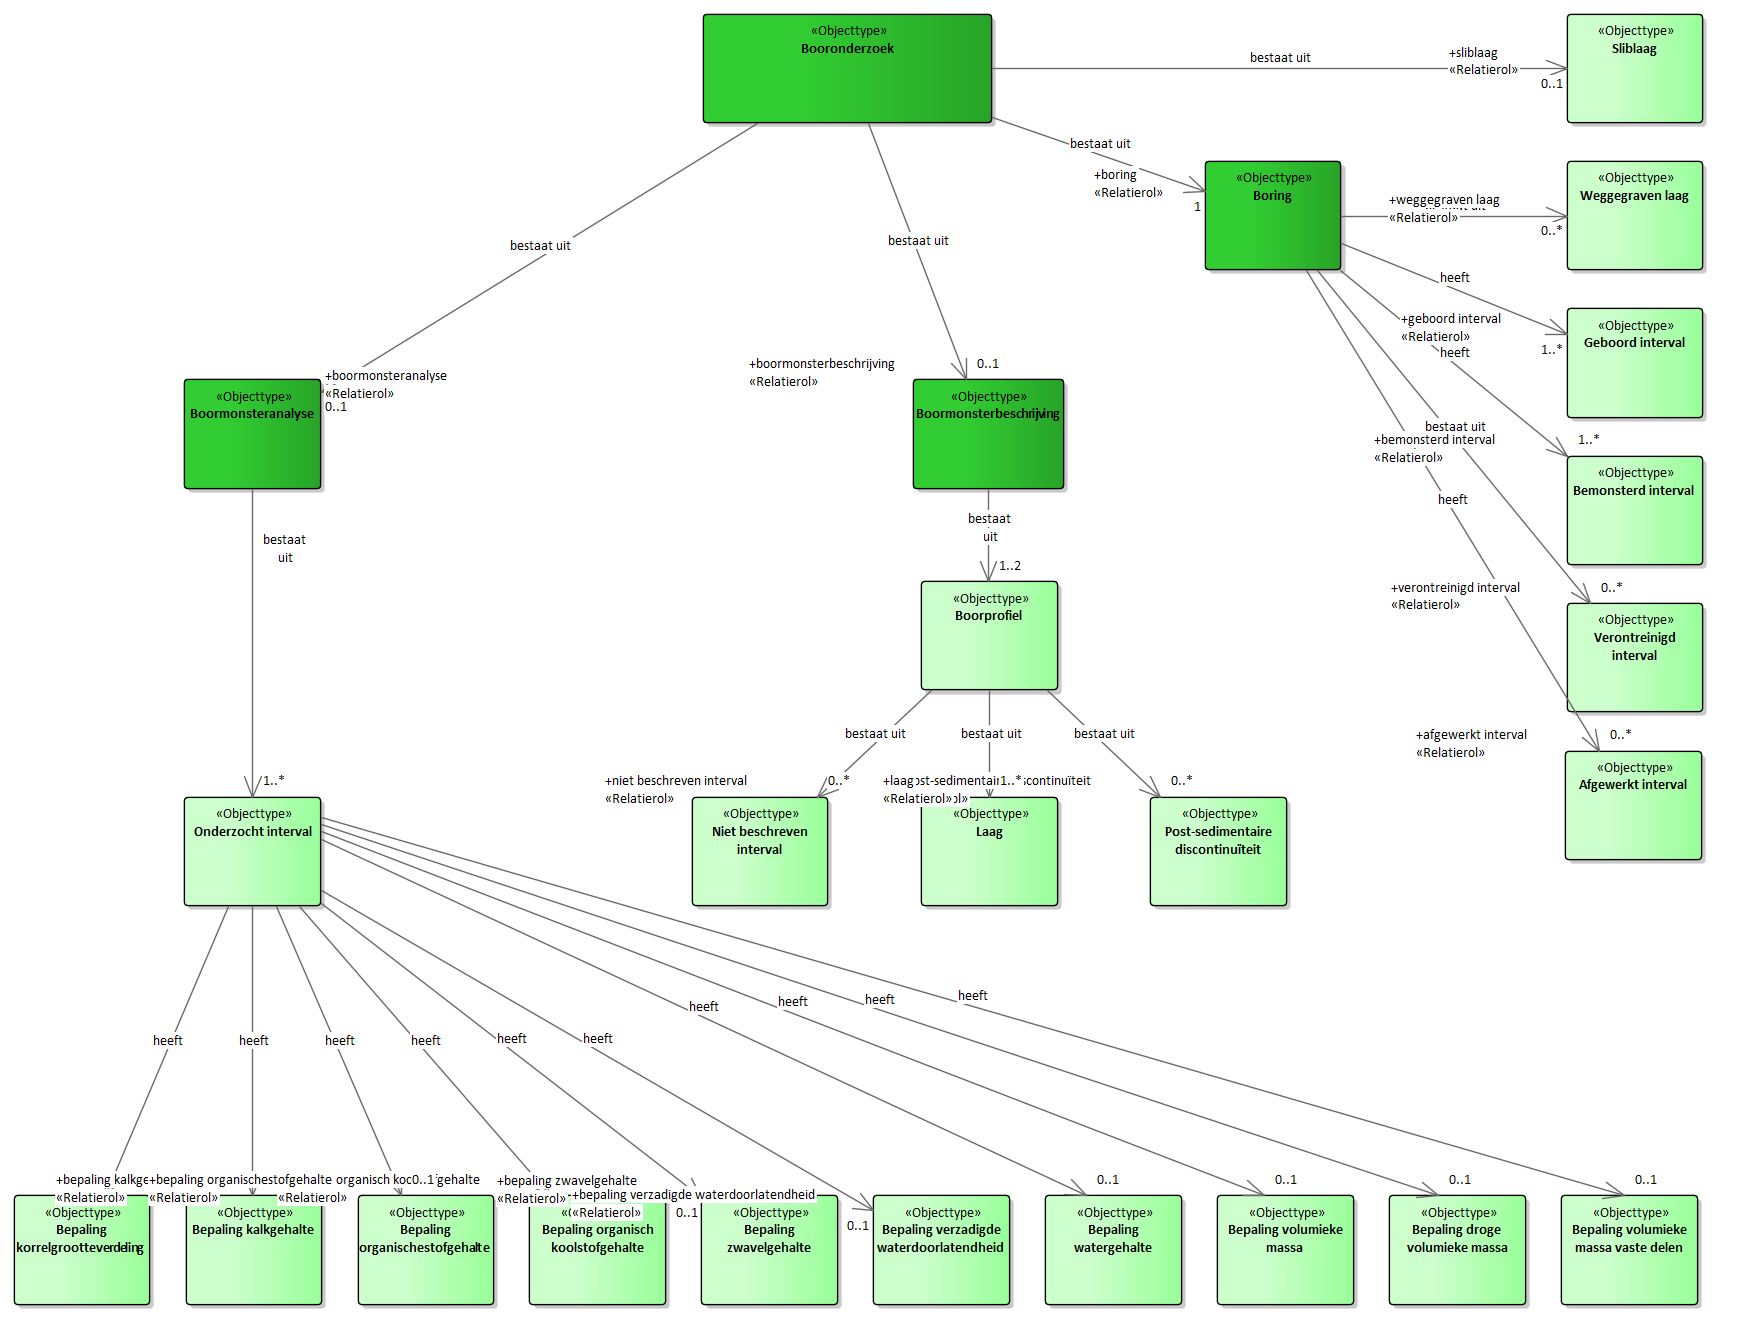 «Objecttype»
Booronderzoek
«Objecttype»
Sliblaag
bestaat uit
+sliblaag
«Relatierol»
0..1
bestaat uit
+boring
«Relatierol»
1
«Objecttype»
Boring
+weggegraven laag
«Relatierol»
0..*
«Objecttype»
Weggegraven laag
bestaat uit
bestaat uit
heeft
+geboord interval
«Relatierol»
1..*
«Objecttype»
Geboord interval
heeft
+boormonsteranalyse
«Relatierol»
0..1
+boormonsterbeschrijving
«Relatierol»
0..1
«Objecttype»
Boormonsteranalyse
«Objecttype»
Boormonsterbeschrijving
bestaat uit
+bemonsterd interval
«Relatierol»
1..*
«Objecttype»
Bemonsterd interval
heeft
bestaat
uit
bestaat
uit
1..2
«Objecttype»
Boorprofiel
+verontreinigd interval
«Relatierol»
0..*
«Objecttype»
Verontreinigd
interval
bestaat uit
bestaat uit
bestaat uit
+afgewerkt interval
«Relatierol»
0..*
«Objecttype»
Afgewerkt interval
1..*
+niet beschreven interval
«Relatierol»
0..*
+laag
«Relatierol»
1..*
0..*
«Objecttype»
Onderzocht interval
«Objecttype»
Niet beschreven
interval
«Objecttype»
Laag
«Objecttype»
Post-sedimentaire
discontinuïteit
heeft
heeft
heeft
heeft
heeft
heeft
heeft
heeft
heeft
heeft
+bepaling
«Relatierol»
+bepaling organischestofgehalte
«Relatierol»
organisch
«Relatierol»
0..1
gehalte
+bepaling zwavelgehalte
«Relatierol»
+bepaling verzadigde waterdoorlatendheid
«Relatierol»
0..1
0..1
0..1
0..1
0..1
0..1
«Objecttype»
Bepaling
korrelgrootteverdeling
«Objecttype»
Bepaling kalkgehalte
«Objecttype»
Bepaling
organischestofgehalte
Bepaling organisch
koolstofgehalte
«Objecttype»
Bepaling
zwavelgehalte
«Objecttype»
Bepaling verzadigde
waterdoorlatendheid
«Objecttype»
Bepaling
watergehalte
«Objecttype»
Bepaling volumieke
massa
«Objecttype»
Bepaling droge
volumieke massa
«Objecttype»
Bepaling volumieke
massa vaste delen